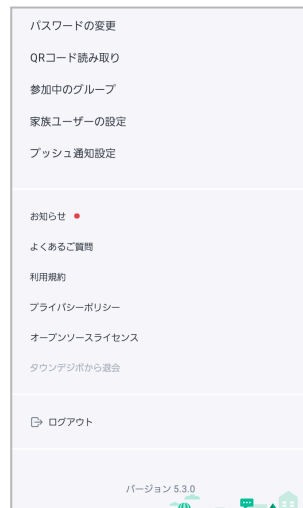 パスワードの変更
QRコード読み取り
参加中のグループ
家族ユーザーの設定
プッシュ通知設定
お知らせ
よくあるご質問
利用規約
プライバシーポリシー
オープンソースライセンス
タウンデジポから退会
ログアウト
バージョン 5.3.0